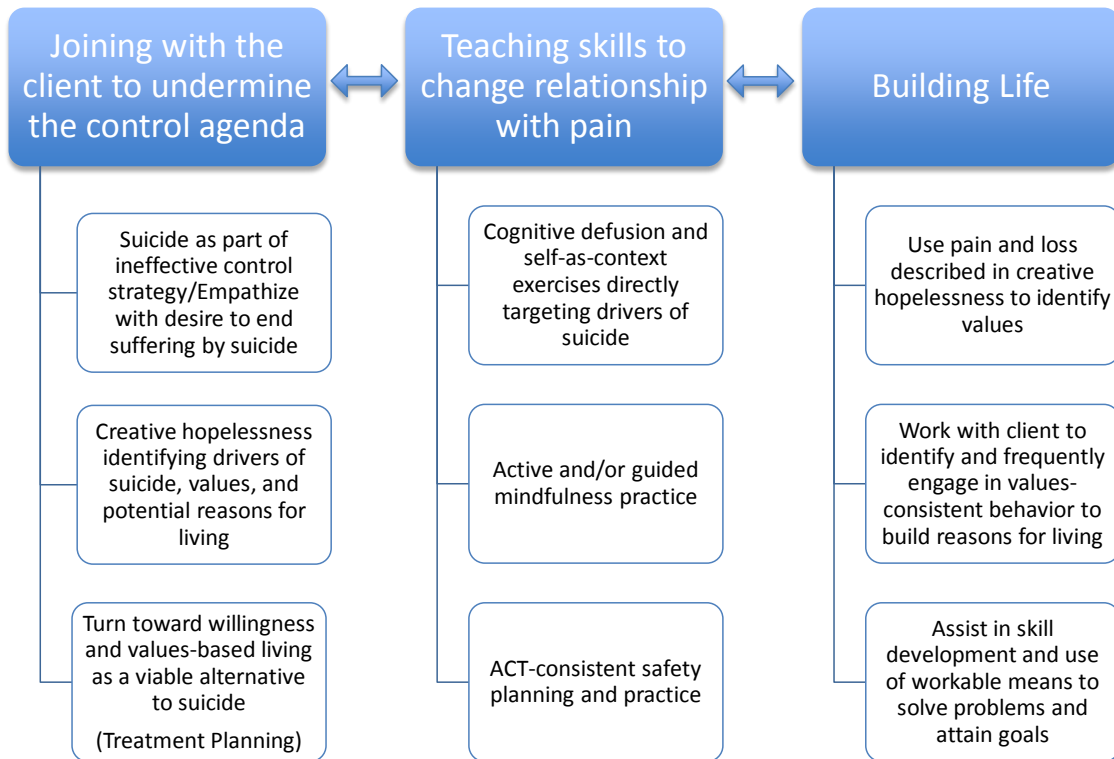 Joining with the
client to undermine
the control agenda
Suicide as part of
ineffective control
strategy/Empathize
with desire to end
suffering by suicide
Creative hopelessness
identifying drivers of
suicide, values, and
potential reasons for
living
Turn toward willingness
and values-based living
as a viable alternative
to suicide
(Treatment Planning)
Teaching skills to
change relationship
with pain
Cognitive defusion and
self-as-context
exercises directly
targeting drivers of
suicide
Active and/or guided
mindfulness practice
ACT-consistent safety
planning and practice
Building Life
Use pain and loss
described in creative
hopelessness to identify
values
Work with client to
identify and frequently
engage in values-
consistent behavior to
build reasons for living
Assist in skill
development and use
of workable means to
solve problems and
attain goals